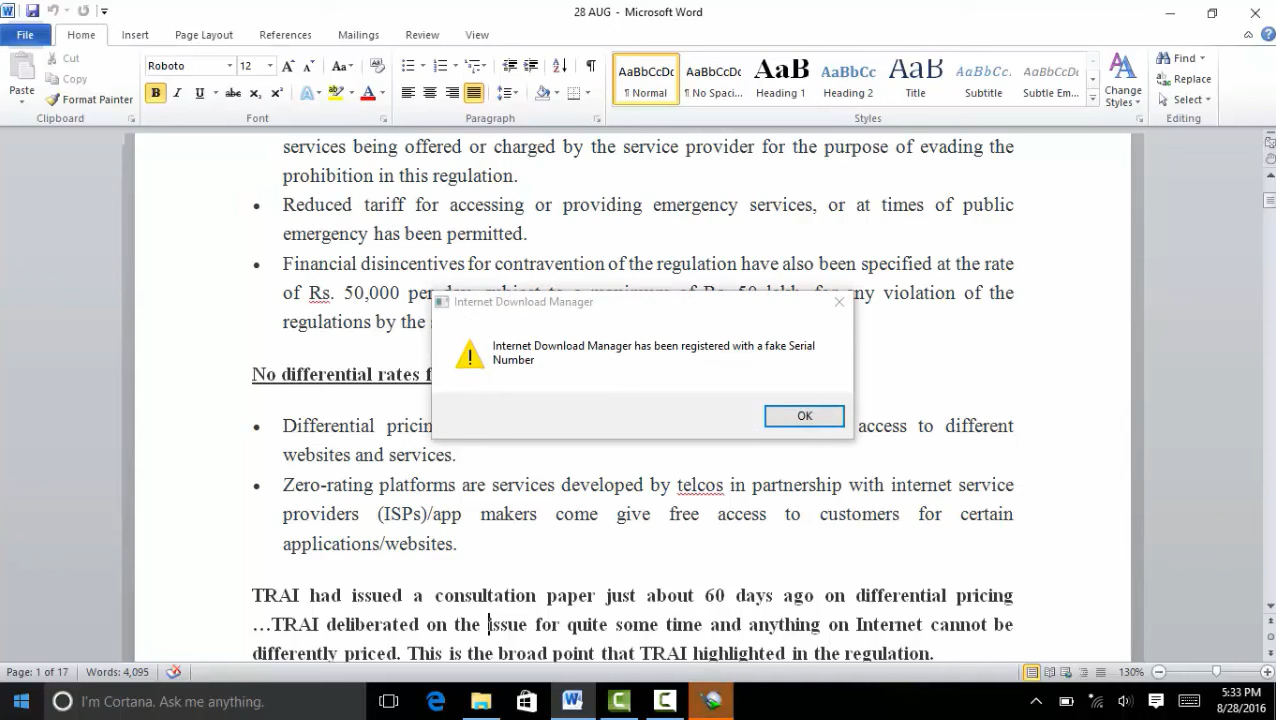 28 AUG - Microsoft Word
File Home Insert Page Layout References Mailings Review View
Cut
Copy
Paste
Format Painter
Clipboard
Roboto 12
Font
Paragraph
AaBbCcDc AaBbCcDc AaB AaBbCc AaB AaBbCcD AaBbCcDc
¶ Normal ¶ No Spaci... Heading 1 Heading 2 Title Subtitle Subtle Em...
Change Styles
Styles
Find
Replace
Select
Editing
services being offered or charged by the service provider for the purpose of evading the
prohibition in this regulation.
• Reduced tariff for accessing or providing emergency services, or at times of public
emergency has been permitted.
• Financial disincentives for contravention of the regulation have also been specified at the rate
of Rs. 50,000 per day, subject to a maximum of Rs. 50 lakh, for any violation of the
regulations by the
Internet Download Manager
Internet Download Manager has been registered with a fake Serial
Number
OK
No differential rates f
• Differential pricin access to different
websites and services.
• Zero-rating platforms are services developed by telcos in partnership with internet service
providers (ISPs)/app makers come give free access to customers for certain
applications/websites.
TRAI had issued a consultation paper just about 60 days ago on differential pricing
…TRAI deliberated on the issue for quite some time and anything on Internet cannot be
differently priced. This is the broad point that TRAI highlighted in the regulation.
Page: 1 of 17 Words: 4,095 130%
I'm Cortana. Ask me anything.
5:33 PM
8/28/2016